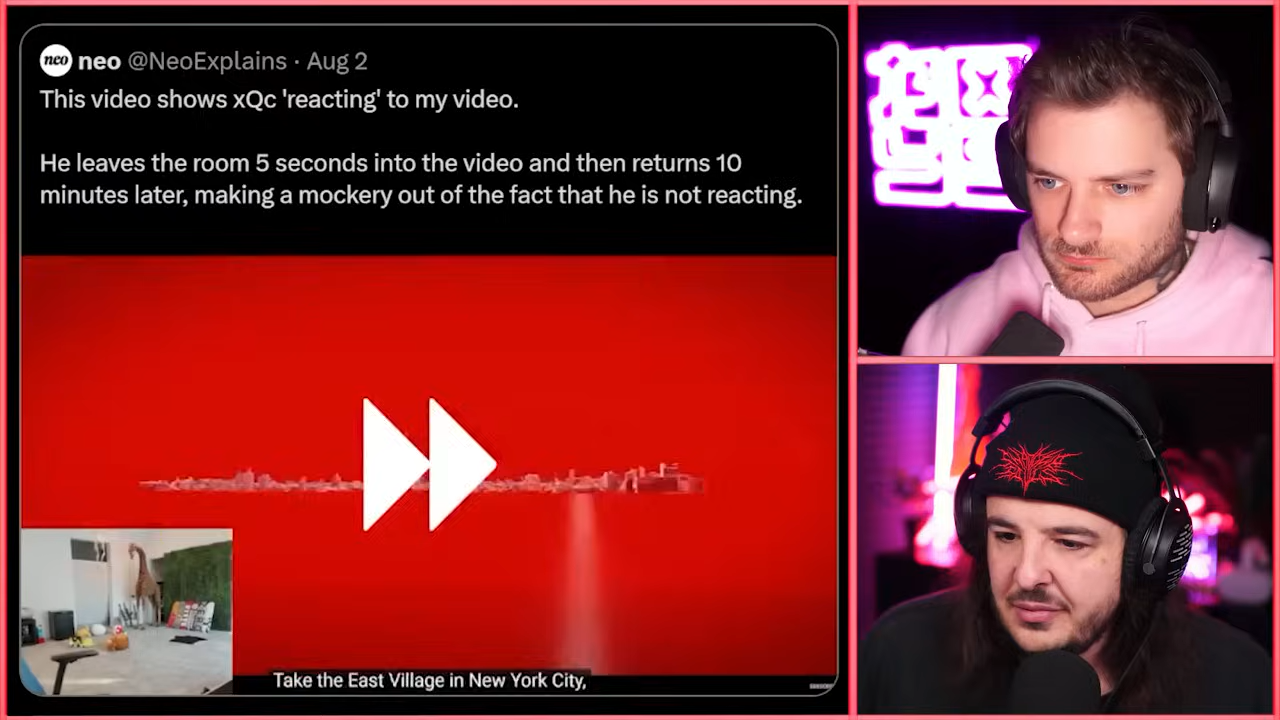 neo neo @NeoExplains · Aug 2
This video shows xQc 'reacting' to my video.
He leaves the room 5 seconds into the video and then returns 10
minutes later, making a mockery out of the fact that he is not reacting.
Take the East Village in New York City,